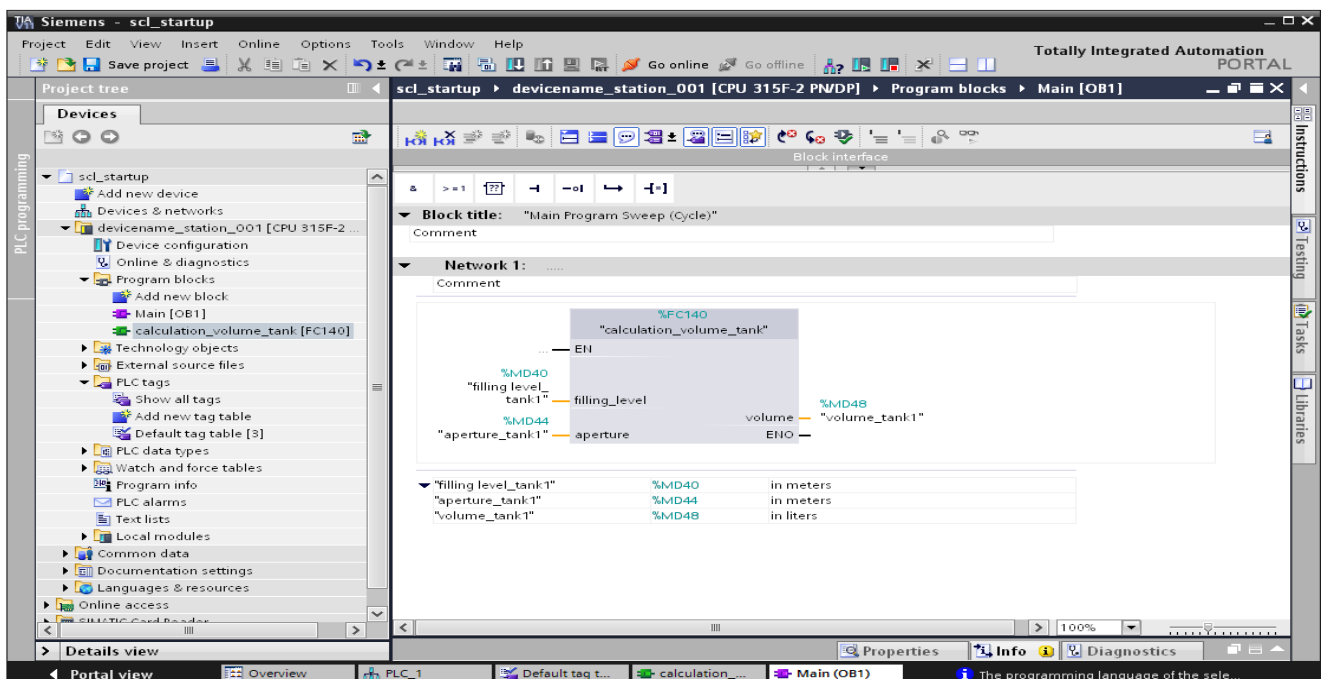 Siemens - scl_startup
Project Edit View Insert Online Options Tools Window Help
Totally Integrated Automation
PORTAL
Save project Go online Go offline
Project tree
scl_startup devicename_station_001 [CPU 315F-2 PN/DP] Program blocks Main [OB1]
Devices
Block interface
PLC programming
scl_startup
Add new device
Devices & networks
devicename_station_001 [CPU 315F-2 ...
Device configuration
Online & diagnostics
Program blocks
Add new block
Main [OB1]
calculation_volume_tank [FC140]
Technology objects
External source files
PLC tags
Show all tags
Add new tag table
Default tag table [3]
PLC data types
Watch and force tables
Program info
PLC alarms
Text lists
Local modules
Common data
Documentation settings
Languages & resources
Online access
SIMATIC Card Reader
Details view
& >=1 ??
Block title: "Main Program Sweep (Cycle)"
Comment
Network 1: .....
Comment
%FC140
"calculation_volume_tank"
... EN
%MD40
"filling level_
tank1" filling_level
%MD44
"aperture_tank1" aperture
%MD48
volume "volume_tank1"
ENO
"filling level_tank1" %MD40 in meters
"aperture_tank1" %MD44 in meters
"volume_tank1" %MD48 in liters
100%
Instructions
Testing
Tasks
Libraries
Properties Info Diagnostics
Portal view Overview PLC_1 Default tag t... calculation_... Main (OB1) The programming language of the sele...